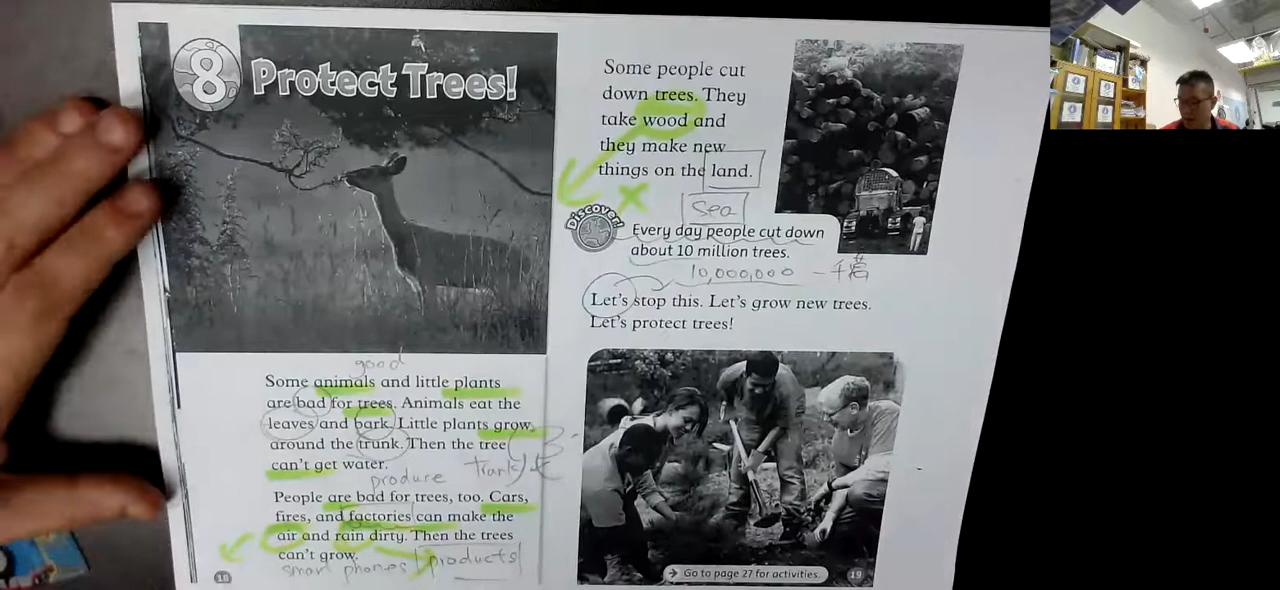 8 Protect Trees!
good
Some animals and little plants
are bad for trees. Animals eat the
leaves and bark. Little plants grow
around the trunk. Then the tree
can't get water.
produce
People are bad for trees, too. Cars,
fires, and factories can make the
air and rain dirty. Then the trees
can't grow.
smart phones products
18
Some people cut
down trees. They
take wood and
they make new
things on the land.
sea
Discover!
Every day people cut down
about 10 million trees.
10,000,000 一千萬
Let's stop this. Let's grow new trees.
Let's protect trees!
→ Go to page 27 for activities.
19